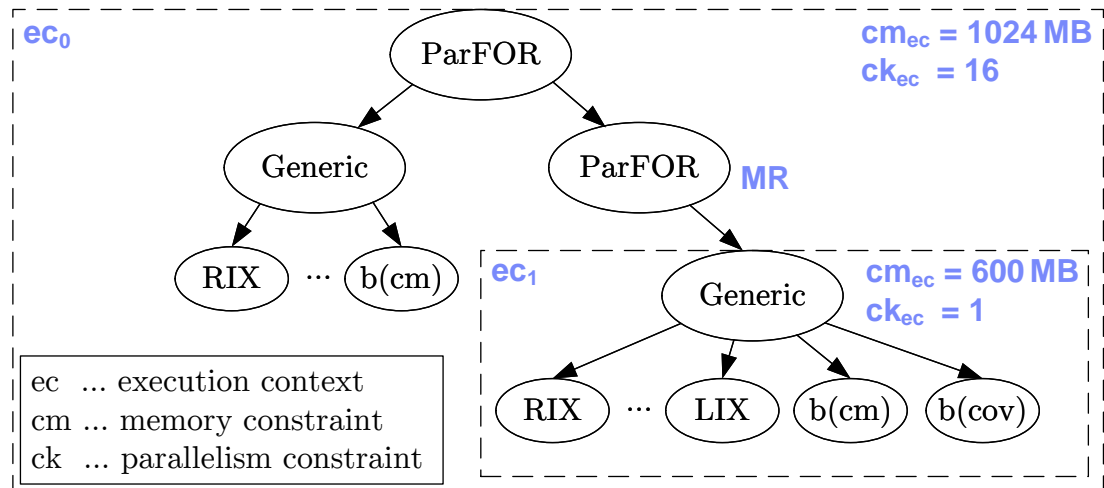 ec₀
cmₑc = 1024 MB
ckₑc = 16
ParFOR
Generic
ParFOR
MR
RIX ... b(cm)
ec₁
cmₑc = 600 MB
ckₑc = 1
Generic
RIX ... LIX b(cm) b(cov)
ec ... execution context
cm ... memory constraint
ck ... parallelism constraint